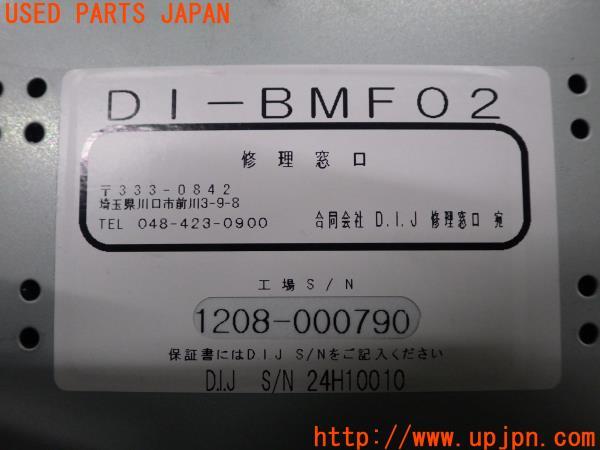 USED PARTS JAPAN
DI-BMF02
修理窓口
〒333-0842
埼玉県川口市前川3-9-8
TEL 048-423-0900 合同会社 D.I.J 修理窓口 宛
工場 S/N
1208-000790
保証書にはD.I.J S/Nをご記入ください
D.I.J S/N 24H10010
http://www.upjpn.com/